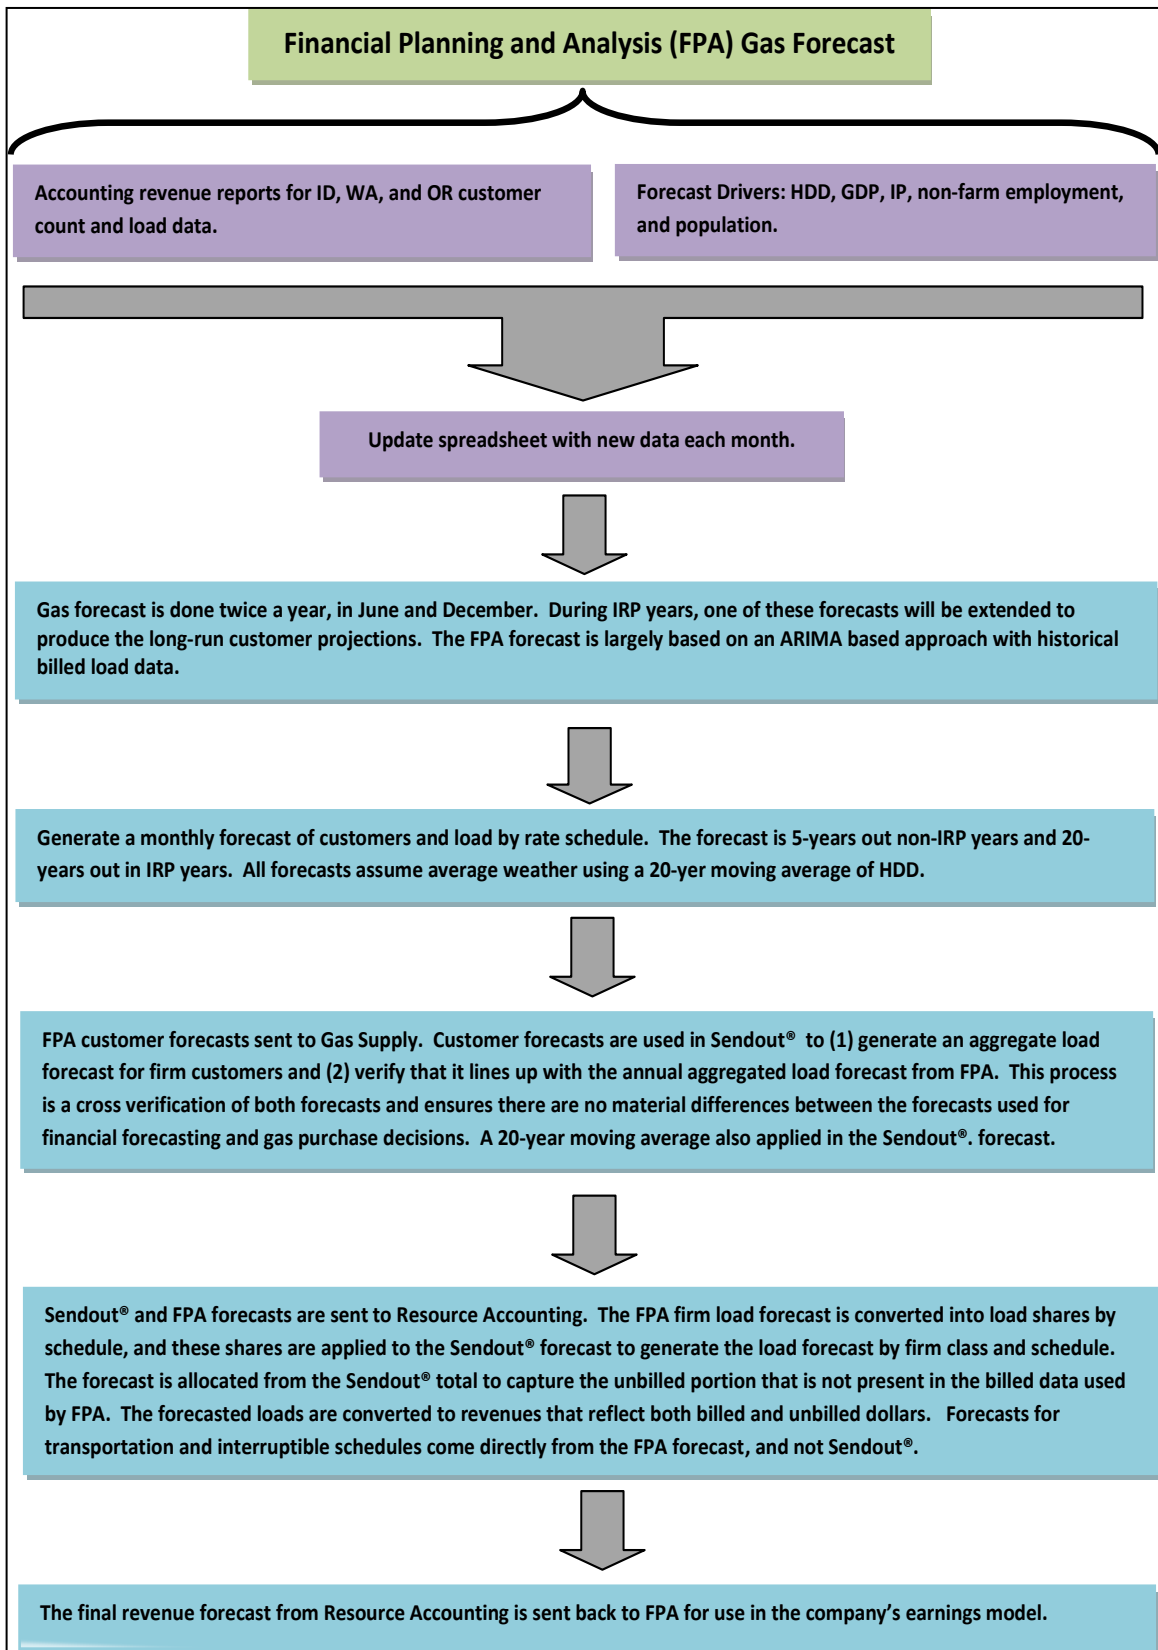 Financial Planning and Analysis (FPA) Gas Forecast
Accounting revenue reports for ID, WA, and OR customer
count and load data.
Forecast Drivers: HDD, GDP, IP, non-farm employment,
and population.
Update spreadsheet with new data each month.
Gas forecast is done twice a year, in June and December. During IRP years, one of these forecasts will be extended to
produce the long-run customer projections. The FPA forecast is largely based on an ARIMA based approach with historical
billed load data.
Generate a monthly forecast of customers and load by rate schedule. The forecast is 5-years out non-IRP years and 20-
years out in IRP years. All forecasts assume average weather using a 20-yer moving average of HDD.
FPA customer forecasts sent to Gas Supply. Customer forecasts are used in Sendout® to (1) generate an aggregate load
forecast for firm customers and (2) verify that it lines up with the annual aggregated load forecast from FPA. This process
is a cross verification of both forecasts and ensures there are no material differences between the forecasts used for
financial forecasting and gas purchase decisions. A 20-year moving average also applied in the Sendout®. forecast.
Sendout® and FPA forecasts are sent to Resource Accounting. The FPA firm load forecast is converted into load shares by
schedule, and these shares are applied to the Sendout® forecast to generate the load forecast by firm class and schedule.
The forecast is allocated from the Sendout® total to capture the unbilled portion that is not present in the billed data used
by FPA. The forecasted loads are converted to revenues that reflect both billed and unbilled dollars. Forecasts for
transportation and interruptible schedules come directly from the FPA forecast, and not Sendout®.
The final revenue forecast from Resource Accounting is sent back to FPA for use in the company's earnings model.